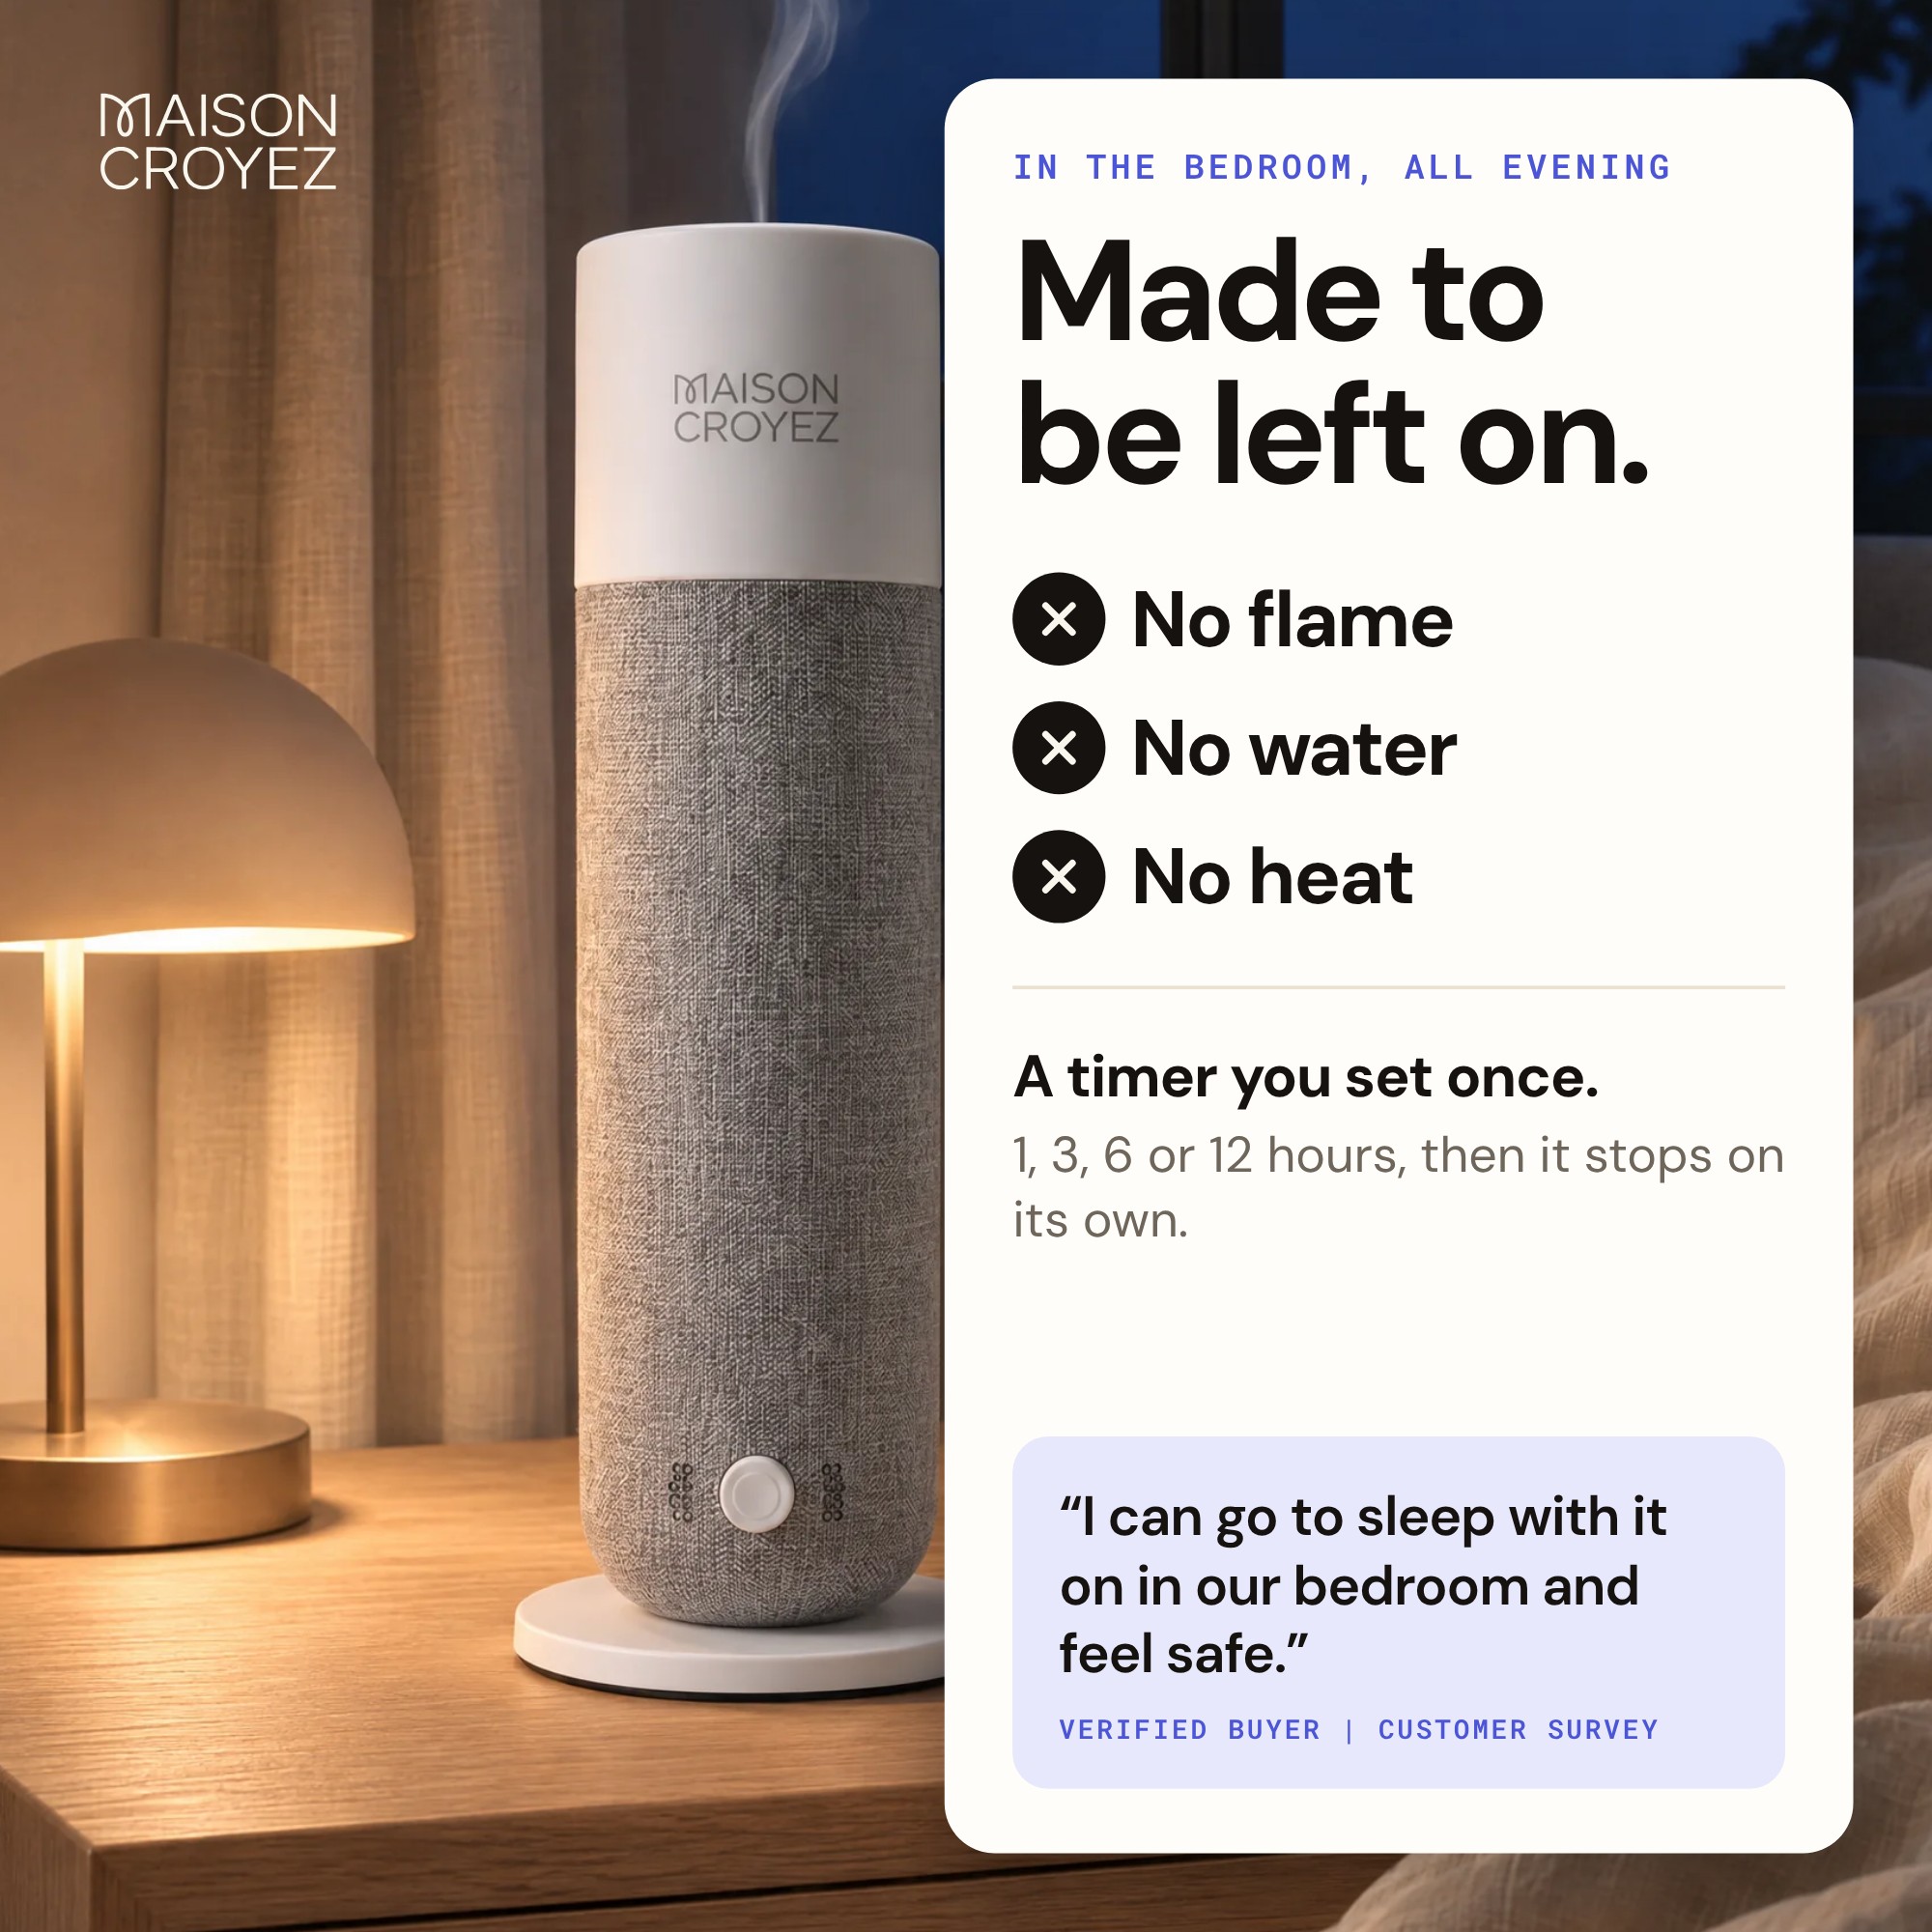 MAISON
CROYEZ
MAISON
CROYEZ
IN THE BEDROOM, ALL EVENING
Made to
be left on.
No flame
No water
No heat
A timer you set once.
1, 3, 6 or 12 hours, then it stops on
its own.
“I can go to sleep with it
on in our bedroom and
feel safe.”
VERIFIED BUYER | CUSTOMER SURVEY